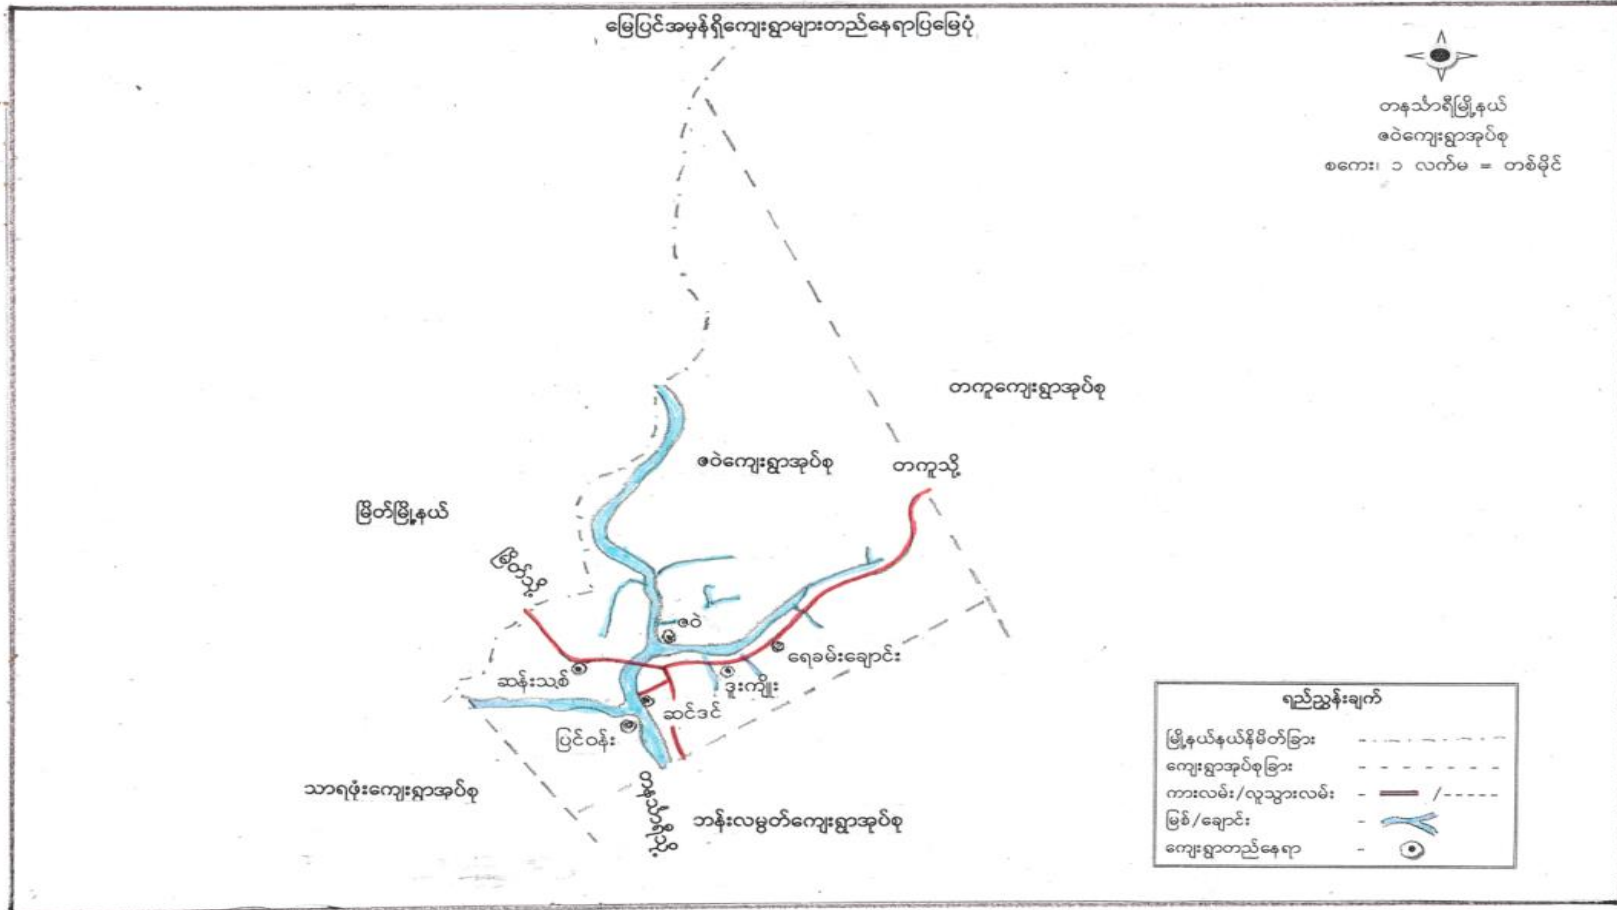 မြေပြင်အမှန်ရှိကျေးရွာများတည်နေရာပြမြေပုံ
တနင်္သာရီမြို့နယ်
ဇဝဲကျေးရွာအုပ်စု
စကေး၊ ၁ လက်မ = တစ်မိုင်
တကူကျေးရွာအုပ်စု
ဇဝဲကျေးရွာအုပ်စု
တကူသို့
မြိတ်မြို့နယ်
မြိတ်သို့
ဇဝဲ
ရေခမ်းချောင်း
ဆန်းသစ်
ဒူးကျိုး
ဆင်ဒင်
ပြင်ဝန်း
သာရဖုံးကျေးရွာအုပ်စု
တနင်္သာရီသို့
ဘန်းလမွတ်ကျေးရွာအုပ်စု
ရည်ညွှန်းချက်
မြို့နယ်နယ်နိမိတ်ခြား -
ကျေးရွာအုပ်စုခြား -
ကားလမ်း/လူသွားလမ်း - /
မြစ်/ချောင်း -
ကျေးရွာတည်နေရာ -